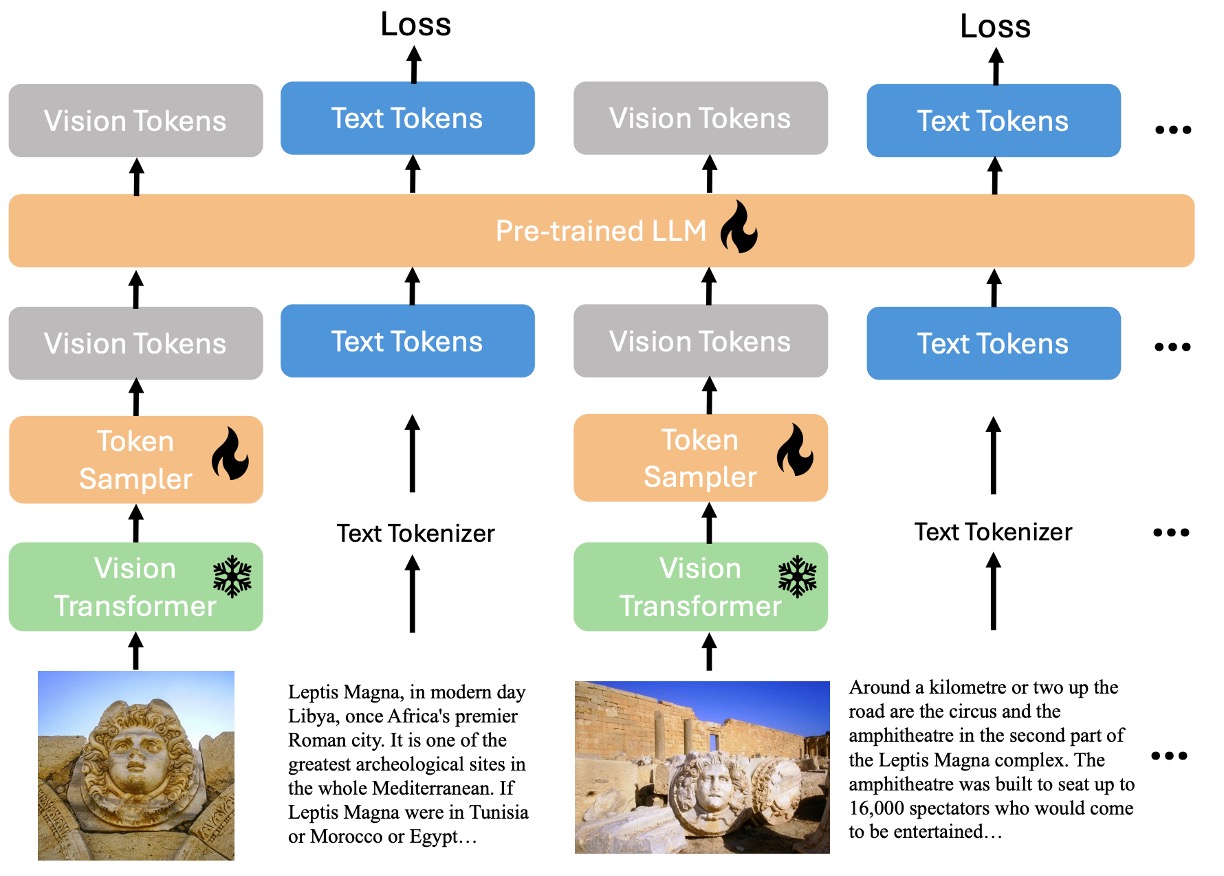 Loss
Loss
Vision Tokens
Text Tokens
Vision Tokens
Text Tokens
...
Pre-trained LLM
Vision Tokens
Text Tokens
Vision Tokens
Text Tokens
...
Token
Sampler
Token
Sampler
Text Tokenizer
Text Tokenizer
...
Vision
Transformer
Vision
Transformer
Leptis Magna, in modern day
Libya, once Africa's premier
Roman city. It is one of the
greatest archeological sites in
the whole Mediterranean. If
Leptis Magna were in Tunisia
or Morocco or Egypt…
Around a kilometre or two up the
road are the circus and the
amphitheatre in the second part of
the Leptis Magna complex. The
amphitheatre was built to seat up to
16,000 spectators who would come
to be entertained…
...